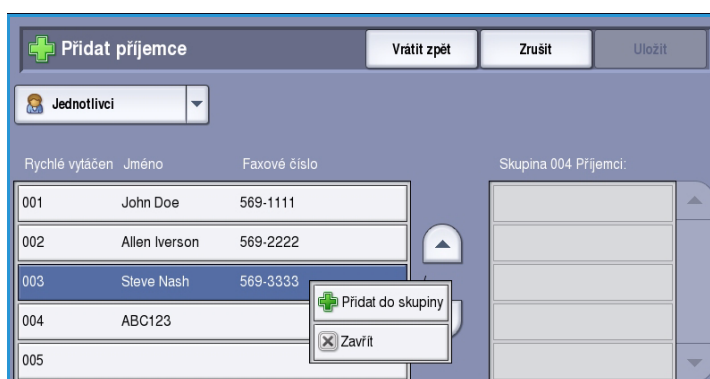 Přidat příjemce Vrátit zpět Zrušit Uložit
Jednotlivci
Rychlé vytáčen Jméno Faxové číslo Skupina 004 Příjemci:
001 John Doe 569-1111
002 Allen Iverson 569-2222
003 Steve Nash 569-3333
Přidat do skupiny
004 ABC123
Zavřít
005